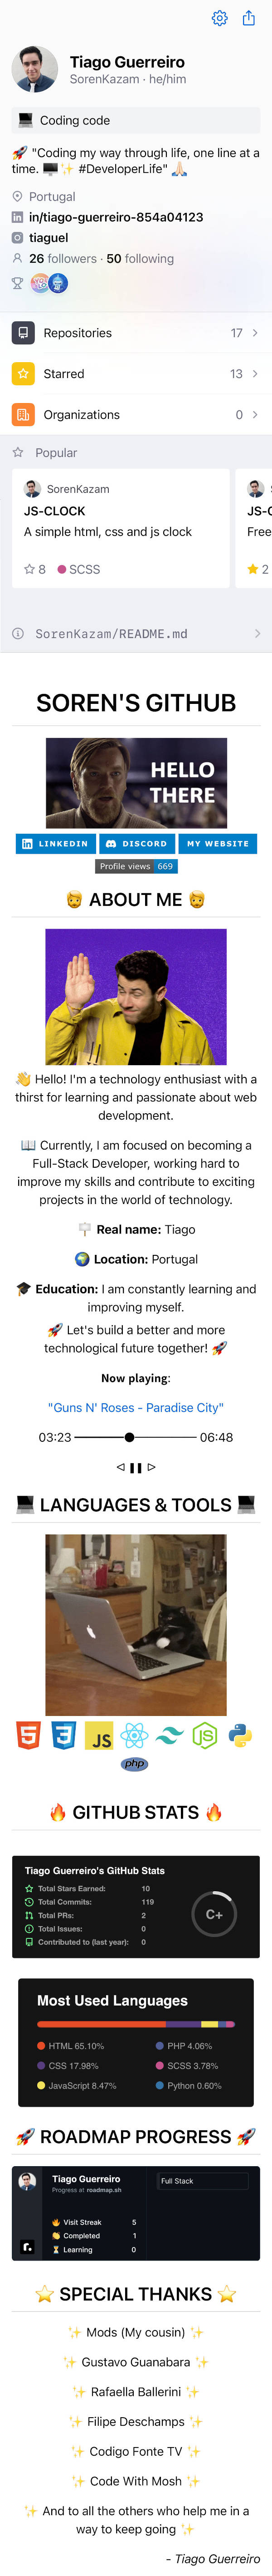 Tiago Guerreiro
SorenKazam · he/him
💻 Coding code
🚀 "Coding my way through life, one line at a
time. 🖥️✨ #DeveloperLife" 🙏🏻
Portugal
in/tiago-guerreiro-854a04123
tiaguel
26 followers · 50 following
Repositories 17
Starred 13
Organizations 0
Popular
SorenKazam
JS-CLOCK
JS-C
A simple html, css and js clock
Free
8 SCSS
2
SorenKazam/README.md
SOREN'S GITHUB
HELLO
THERE
LINKEDIN DISCORD MY WEBSITE
Profile views 669
🙋‍♂️ ABOUT ME 🙋‍♂️
👋 Hello! I'm a technology enthusiast with a
thirst for learning and passionate about web
development.
📖 Currently, I am focused on becoming a
Full-Stack Developer, working hard to
improve my skills and contribute to exciting
projects in the world of technology.
🪧 Real name: Tiago
🌍 Location: Portugal
🎓 Education: I am constantly learning and
improving myself.
🚀 Let's build a better and more
technological future together! 🚀
Now playing:
"Guns N' Roses - Paradise City"
03:23 ───●────── 06:48
◁ ❚❚ ▷
💻 LANGUAGES & TOOLS 💻
JS
php
🔥 GITHUB STATS 🔥
Tiago Guerreiro's GitHub Stats
Total Stars Earned: 10
Total Commits: 119
Total PRs: 2
Total Issues: 0
Contributed to (last year): 0
C+
Most Used Languages
HTML 65.10% PHP 4.06%
CSS 17.98% SCSS 3.78%
JavaScript 8.47% Python 0.60%
🚀 ROADMAP PROGRESS 🚀
Tiago Guerreiro
Progress at roadmap.sh
Full Stack
🔥 Visit Streak 5
👏 Completed 1
⏳ Learning 0
⭐ SPECIAL THANKS ⭐
✨ Mods (My cousin) ✨
✨ Gustavo Guanabara ✨
✨ Rafaella Ballerini ✨
✨ Filipe Deschamps ✨
✨ Codigo Fonte TV ✨
✨ Code With Mosh ✨
✨ And to all the others who help me in a
way to keep going ✨
- Tiago Guerreiro